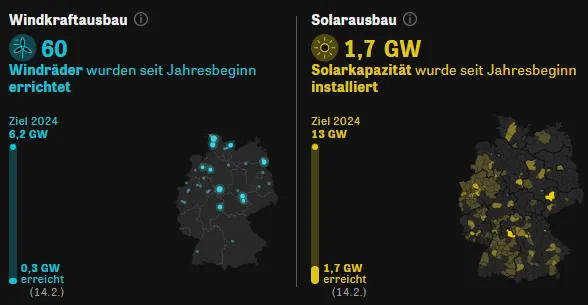 Windkraftausbau
60
Windräder wurden seit Jahresbeginn
errichtet
Ziel 2024
6,2 GW
0,3 GW
erreicht
(14.2.)
Solarausbau
1,7 GW
Solarkapazität wurde seit Jahresbeginn
installiert
Ziel 2024
13 GW
1,7 GW
erreicht
(14.2.)